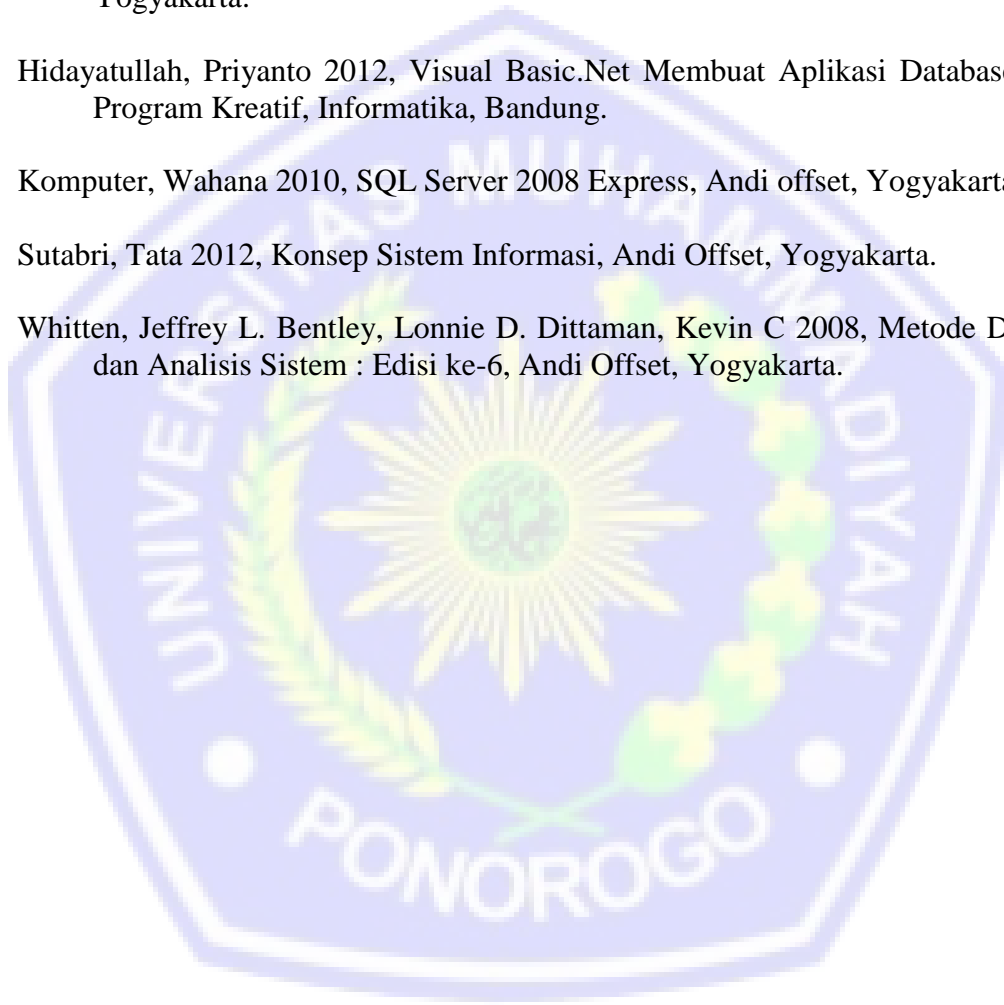 Yogyakarta.
Hidayatullah, Priyanto 2012, Visual Basic.Net Membuat Aplikasi Database
Program Kreatif, Informatika, Bandung.
Komputer, Wahana 2010, SQL Server 2008 Express, Andi offset, Yogyakarta
Sutabri, Tata 2012, Konsep Sistem Informasi, Andi Offset, Yogyakarta.
Whitten, Jeffrey L. Bentley, Lonnie D. Dittaman, Kevin C 2008, Metode D
dan Analisis Sistem : Edisi ke-6, Andi Offset, Yogyakarta.
UNIVERSITAS MUHAMMADIYAH
PONOROGO